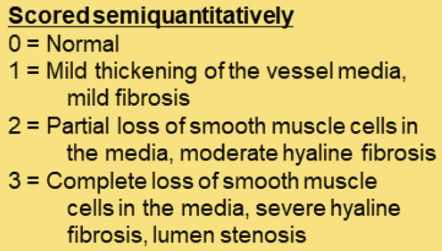 Scored semiquantitatively
0 = Normal
1 = Mild thickening of the vessel media,
mild fibrosis
2 = Partial loss of smooth muscle cells in
the media, moderate hyaline fibrosis
3 = Complete loss of smooth muscle
cells in the media, severe hyaline
fibrosis, lumen stenosis